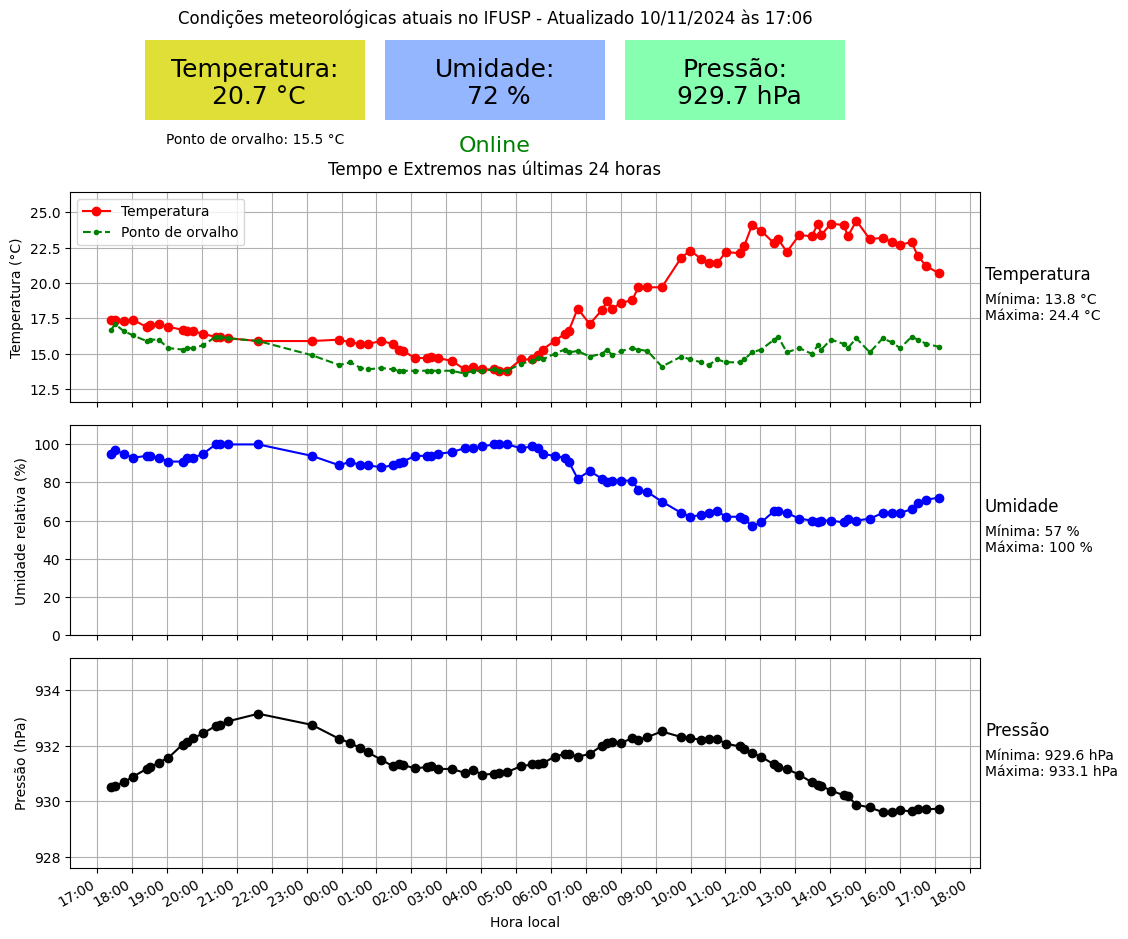 Condições meteorológicas atuais no IFUSP - Atualizado 10/11/2024 às 17:06
Temperatura:
20.7 °C
Umidade:
72 %
Pressão:
929.7 hPa
Ponto de orvalho: 15.5 °C
Online
Tempo e Extremos nas últimas 24 horas
Temperatura
Ponto de orvalho
Temperatura (°C)
25.0
22.5
20.0
17.5
15.0
12.5
Temperatura
Mínima: 13.8 °C
Máxima: 24.4 °C
Umidade relativa (%)
100
80
60
40
20
0
Umidade
Mínima: 57 %
Máxima: 100 %
Pressão (hPa)
934
932
930
928
Pressão
Mínima: 929.6 hPa
Máxima: 933.1 hPa
17:00 18:00 19:00 20:00 21:00 22:00 23:00 00:00 01:00 02:00 03:00 04:00 05:00 06:00 07:00 08:00 09:00 10:00 11:00 12:00 13:00 14:00 15:00 16:00 17:00 18:00
Hora local